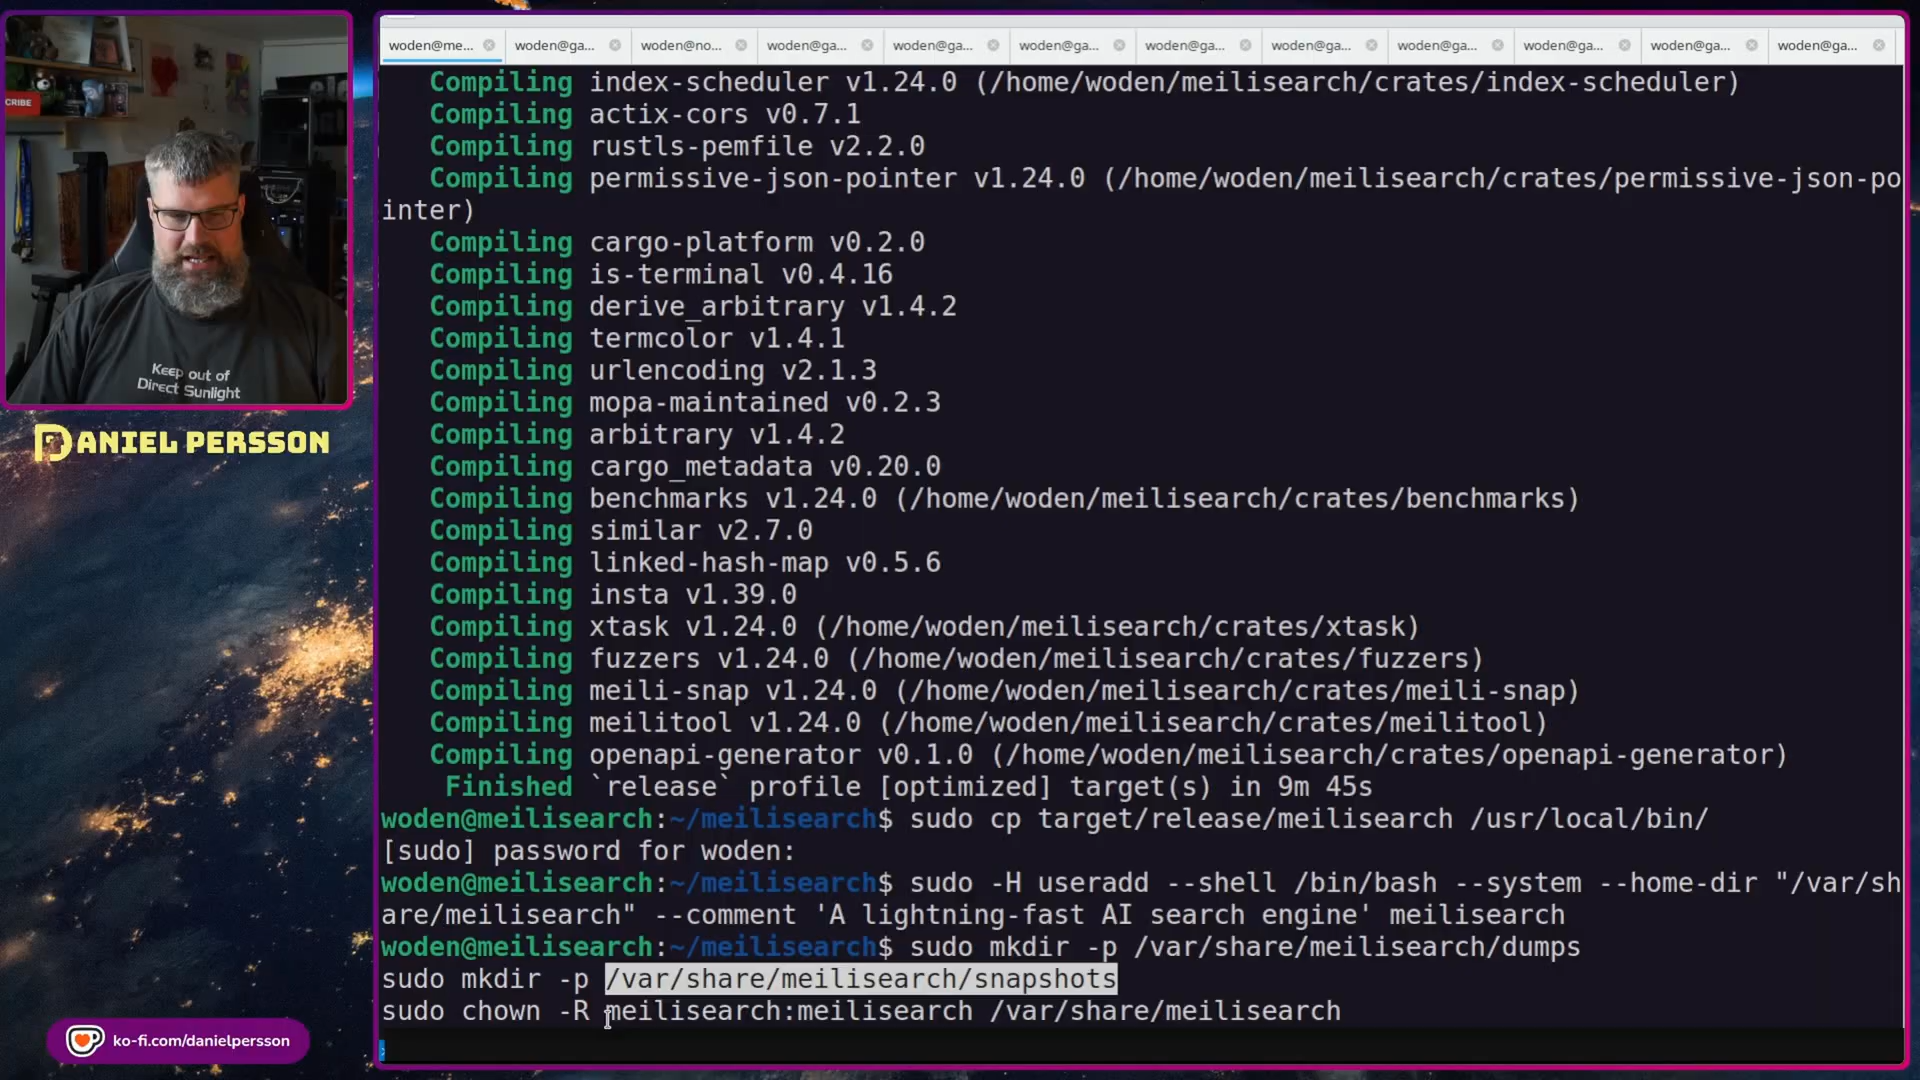 woden@me...
woden@ga...
woden@no...
woden@ga...
woden@ga...
woden@ga...
woden@ga...
woden@ga...
woden@ga...
woden@ga...
woden@ga...
woden@ga...
Compiling index-scheduler v1.24.0 (/home/woden/meilisearch/crates/index-scheduler)
Compiling actix-cors v0.7.1
Compiling rustls-pemfile v2.2.0
Compiling permissive-json-pointer v1.24.0 (/home/woden/meilisearch/crates/permissive-json-po
inter)
Compiling cargo-platform v0.2.0
Compiling is-terminal v0.4.16
Compiling derive_arbitrary v1.4.2
Compiling termcolor v1.4.1
Compiling urlencoding v2.1.3
Compiling mopa-maintained v0.2.3
Compiling arbitrary v1.4.2
Compiling cargo_metadata v0.20.0
Compiling benchmarks v1.24.0 (/home/woden/meilisearch/crates/benchmarks)
Compiling similar v2.7.0
Compiling linked-hash-map v0.5.6
Compiling insta v1.39.0
Compiling xtask v1.24.0 (/home/woden/meilisearch/crates/xtask)
Compiling fuzzers v1.24.0 (/home/woden/meilisearch/crates/fuzzers)
Compiling meili-snap v1.24.0 (/home/woden/meilisearch/crates/meili-snap)
Compiling meilitool v1.24.0 (/home/woden/meilisearch/crates/meilitool)
Compiling openapi-generator v0.1.0 (/home/woden/meilisearch/crates/openapi-generator)
Finished `release` profile [optimized] target(s) in 9m 45s
woden@meilisearch:~/meilisearch$ sudo cp target/release/meilisearch /usr/local/bin/
[sudo] password for woden:
woden@meilisearch:~/meilisearch$ sudo -H useradd --shell /bin/bash --system --home-dir "/var/sh
are/meilisearch" --comment 'A lightning-fast AI search engine' meilisearch
woden@meilisearch:~/meilisearch$ sudo mkdir -p /var/share/meilisearch/dumps
sudo mkdir -p /var/share/meilisearch/snapshots
sudo chown -R meilisearch:meilisearch /var/share/meilisearch
CRIBE
Keep out of
Direct Sunlight
DANIEL PERSSON
ko-fi.com/danielpersson